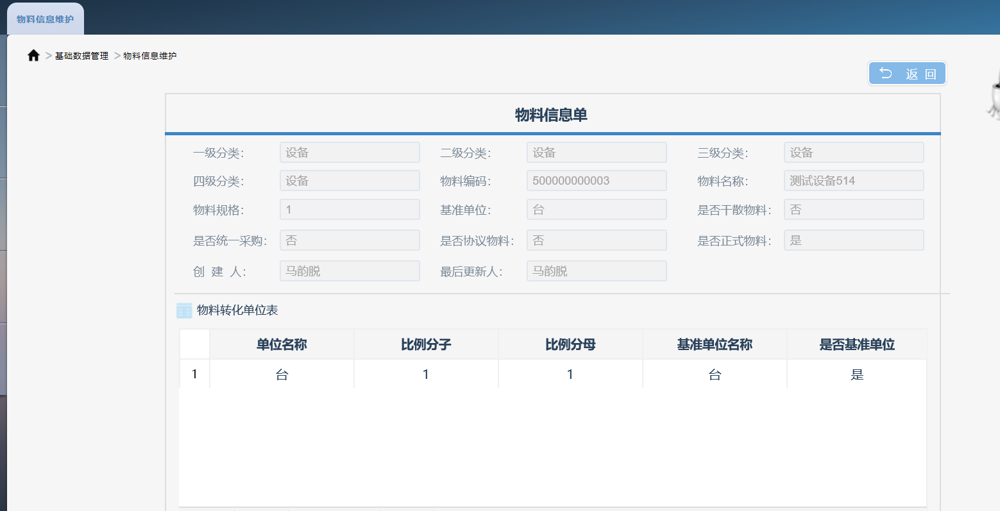 物料信息维护
> 基础数据管理 > 物料信息维护
返 回
物料信息单
一级分类： 设备 二级分类： 设备 三级分类： 设备
四级分类： 设备 物料编码： 500000000003 物料名称： 测试设备514
物料规格： 1 基准单位： 台 是否干散物料： 否
是否统一采购： 否 是否协议物料： 否 是否正式物料： 是
创 建 人： 马韵脱 最后更新人： 马韵脱
物料转化单位表
单位名称 比例分子 比例分母 基准单位名称 是否基准单位
1 台 1 1 台 是